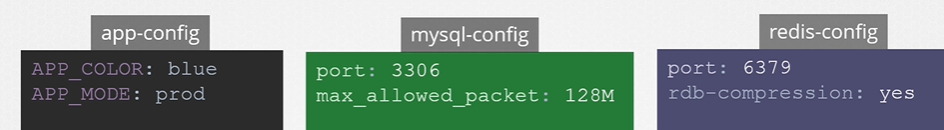 app-config
APP_COLOR: blue
APP_MODE: prod
mysql-config
port: 3306
max_allowed_packet: 128M
redis-config
port: 6379
rdb-compression: yes